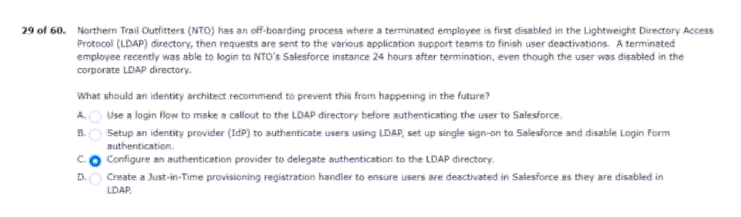 29 of 60. Northern Trail Outfitters (NTO) has an off-boarding process where a terminated employee is first disabled in the Lightweight Directory Access
Protocol (LDAP) directory, then requests are sent to the various application support teams to finish user deactivations. A terminated
employee recently was able to login to NTO's Salesforce instance 24 hours after termination, even though the user was disabled in the
corporate LDAP directory.
What should an identity architect recommend to prevent this from happening in the future?
A. Use a login flow to make a callout to the LDAP directory before authenticating the user to Salesforce.
B. Setup an identity provider (IdP) to authenticate users using LDAP, set up single sign-on to Salesforce and disable Login Form
authentication.
C. Configure an authentication provider to delegate authentication to the LDAP directory.
D. Create a Just-in-Time provisioning registration handler to ensure users are deactivated in Salesforce as they are disabled in
LDAP.